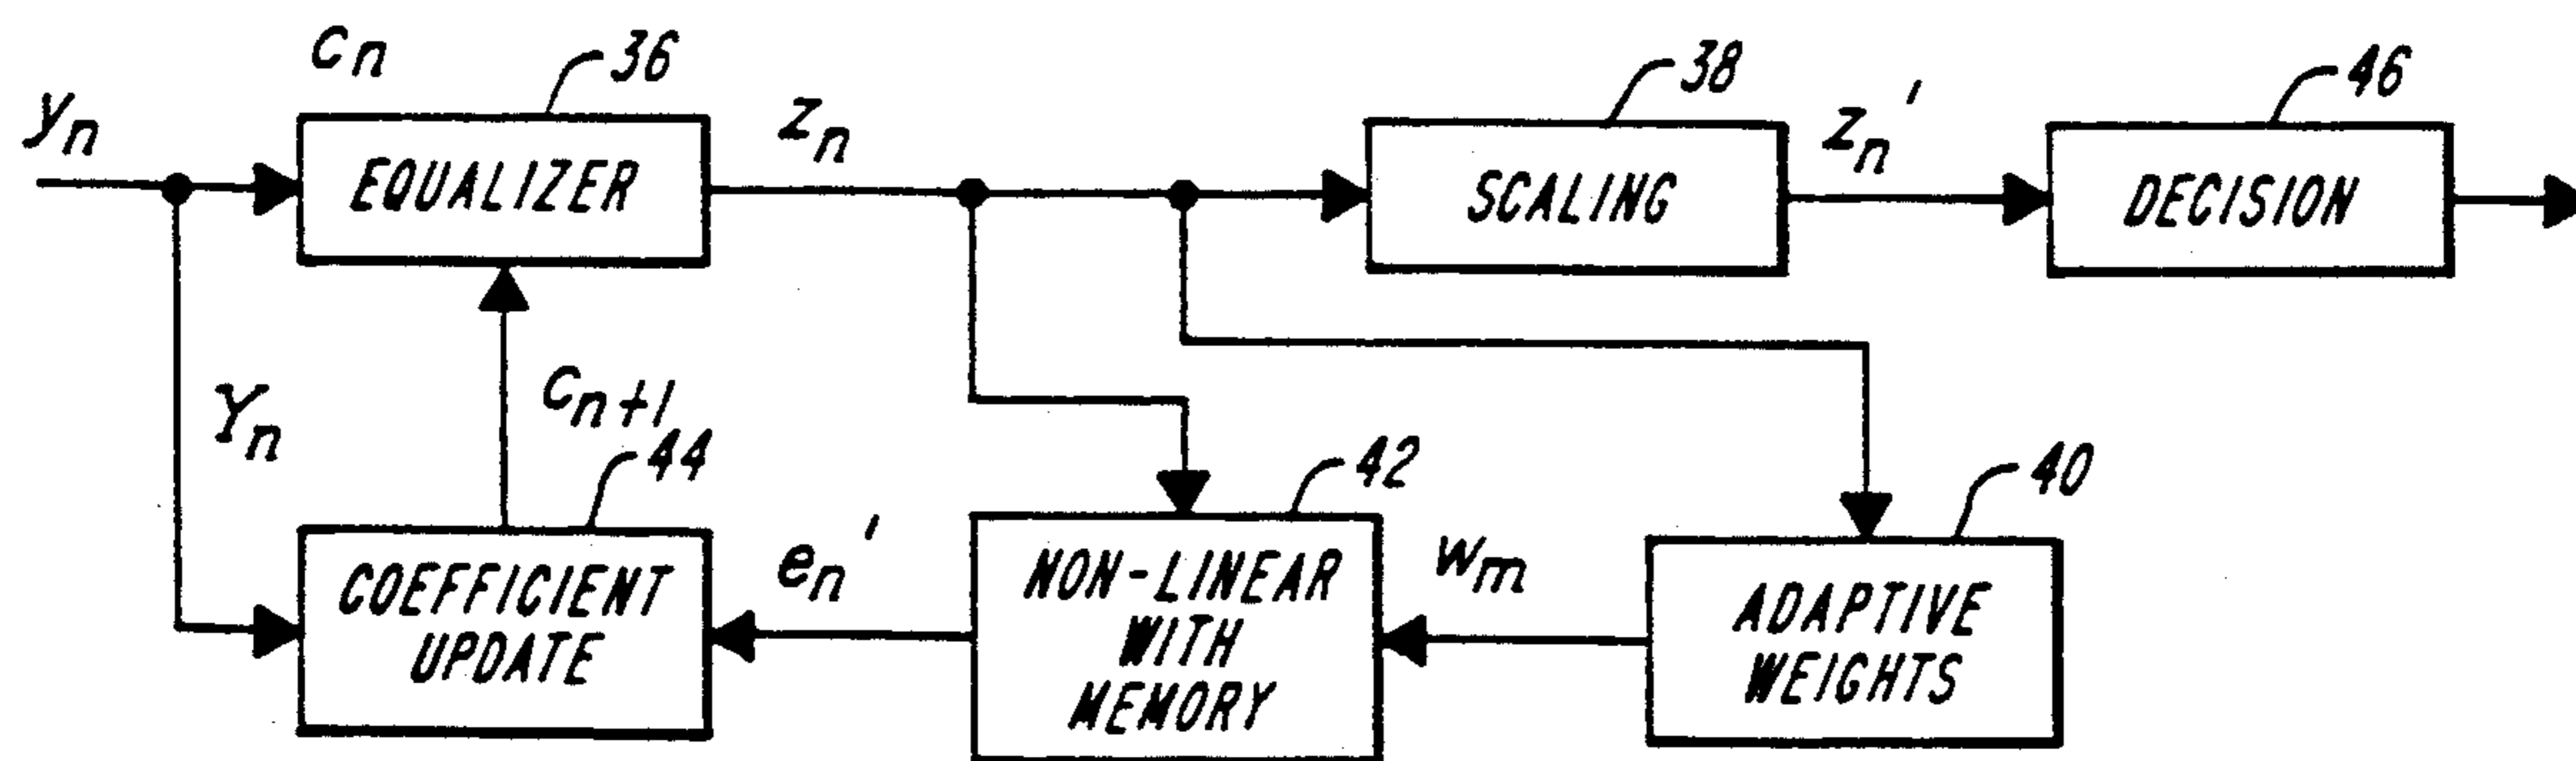 cn
36
38
46
yn
zn
zn'
EQUALIZER
SCALING
DECISION
Yn
cn+1
44
42
40
en'
wm
COEFFICIENT
UPDATE
NON-LINEAR
WITH
MEMORY
ADAPTIVE
WEIGHTS